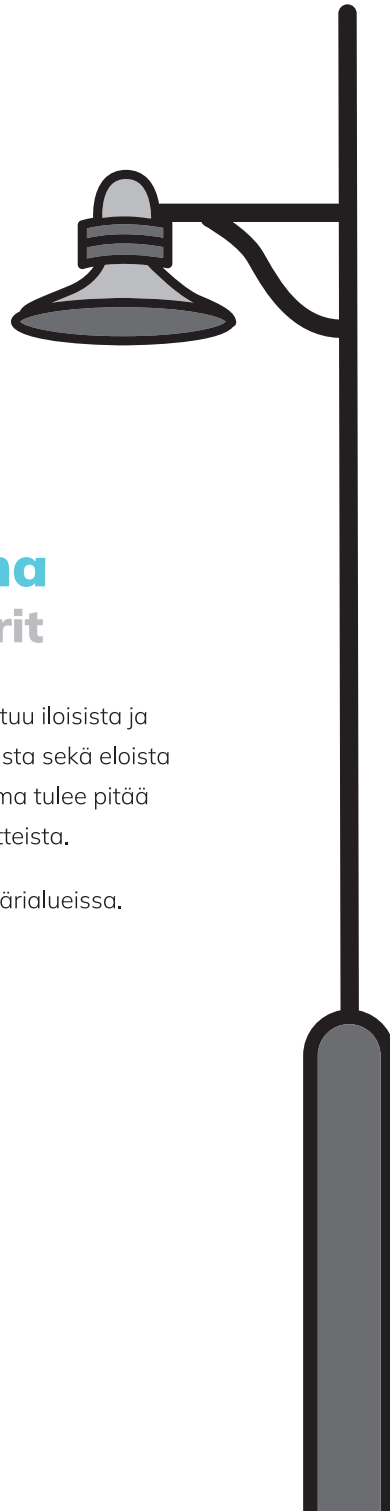 na
rit
tuu iloisista ja
sta sekä eloista
ma tulee pitää
tteista.
ärialueissa.